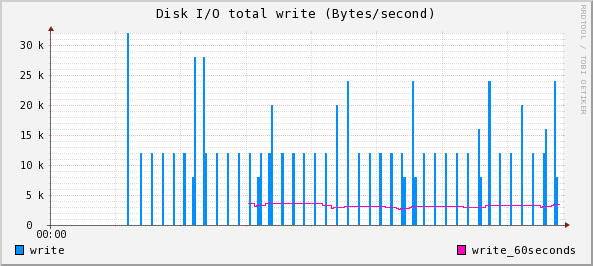 Disk I/O total write (Bytes/second)
RRDTOOL / TOBI OETIKER
30 k
25 k
20 k
15 k
10 k
5 k
0
00:00
write
write_60seconds